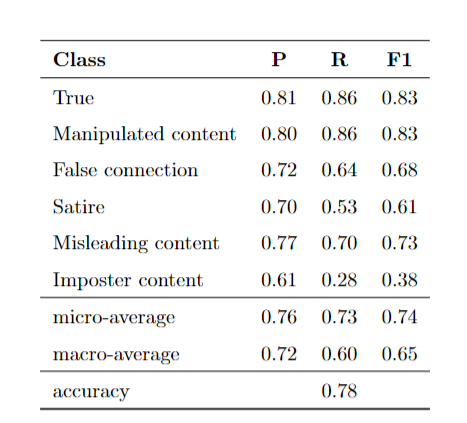 Class P R F1
True 0.81 0.86 0.83
Manipulated content 0.80 0.86 0.83
False connection 0.72 0.64 0.68
Satire 0.70 0.53 0.61
Misleading content 0.77 0.70 0.73
Imposter content 0.61 0.28 0.38
micro-average 0.76 0.73 0.74
macro-average 0.72 0.60 0.65
accuracy 0.78